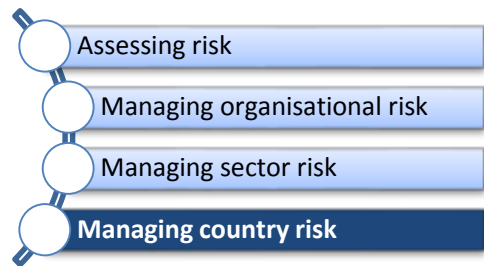 Assessing risk
Managing organisational risk
Managing sector risk
Managing country risk